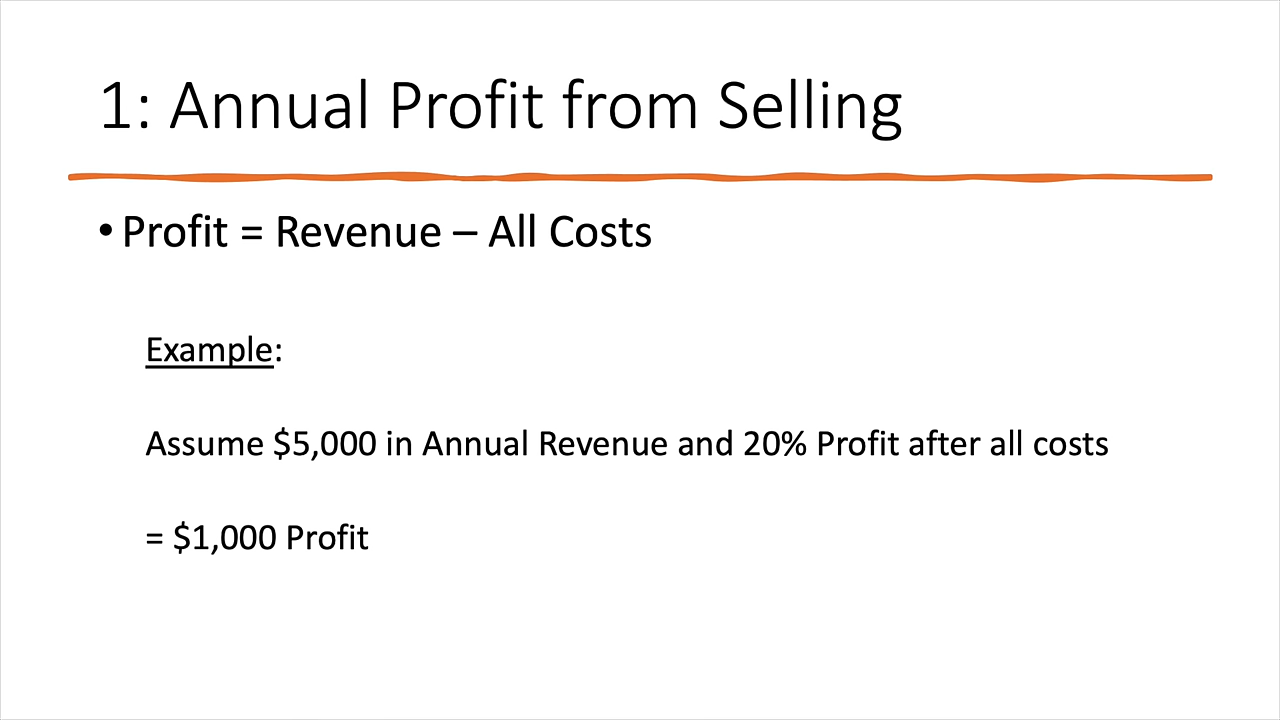 1: Annual Profit from Selling
• Profit = Revenue – All Costs
Example:
Assume $5,000 in Annual Revenue and 20% Profit after all costs
= $1,000 Profit